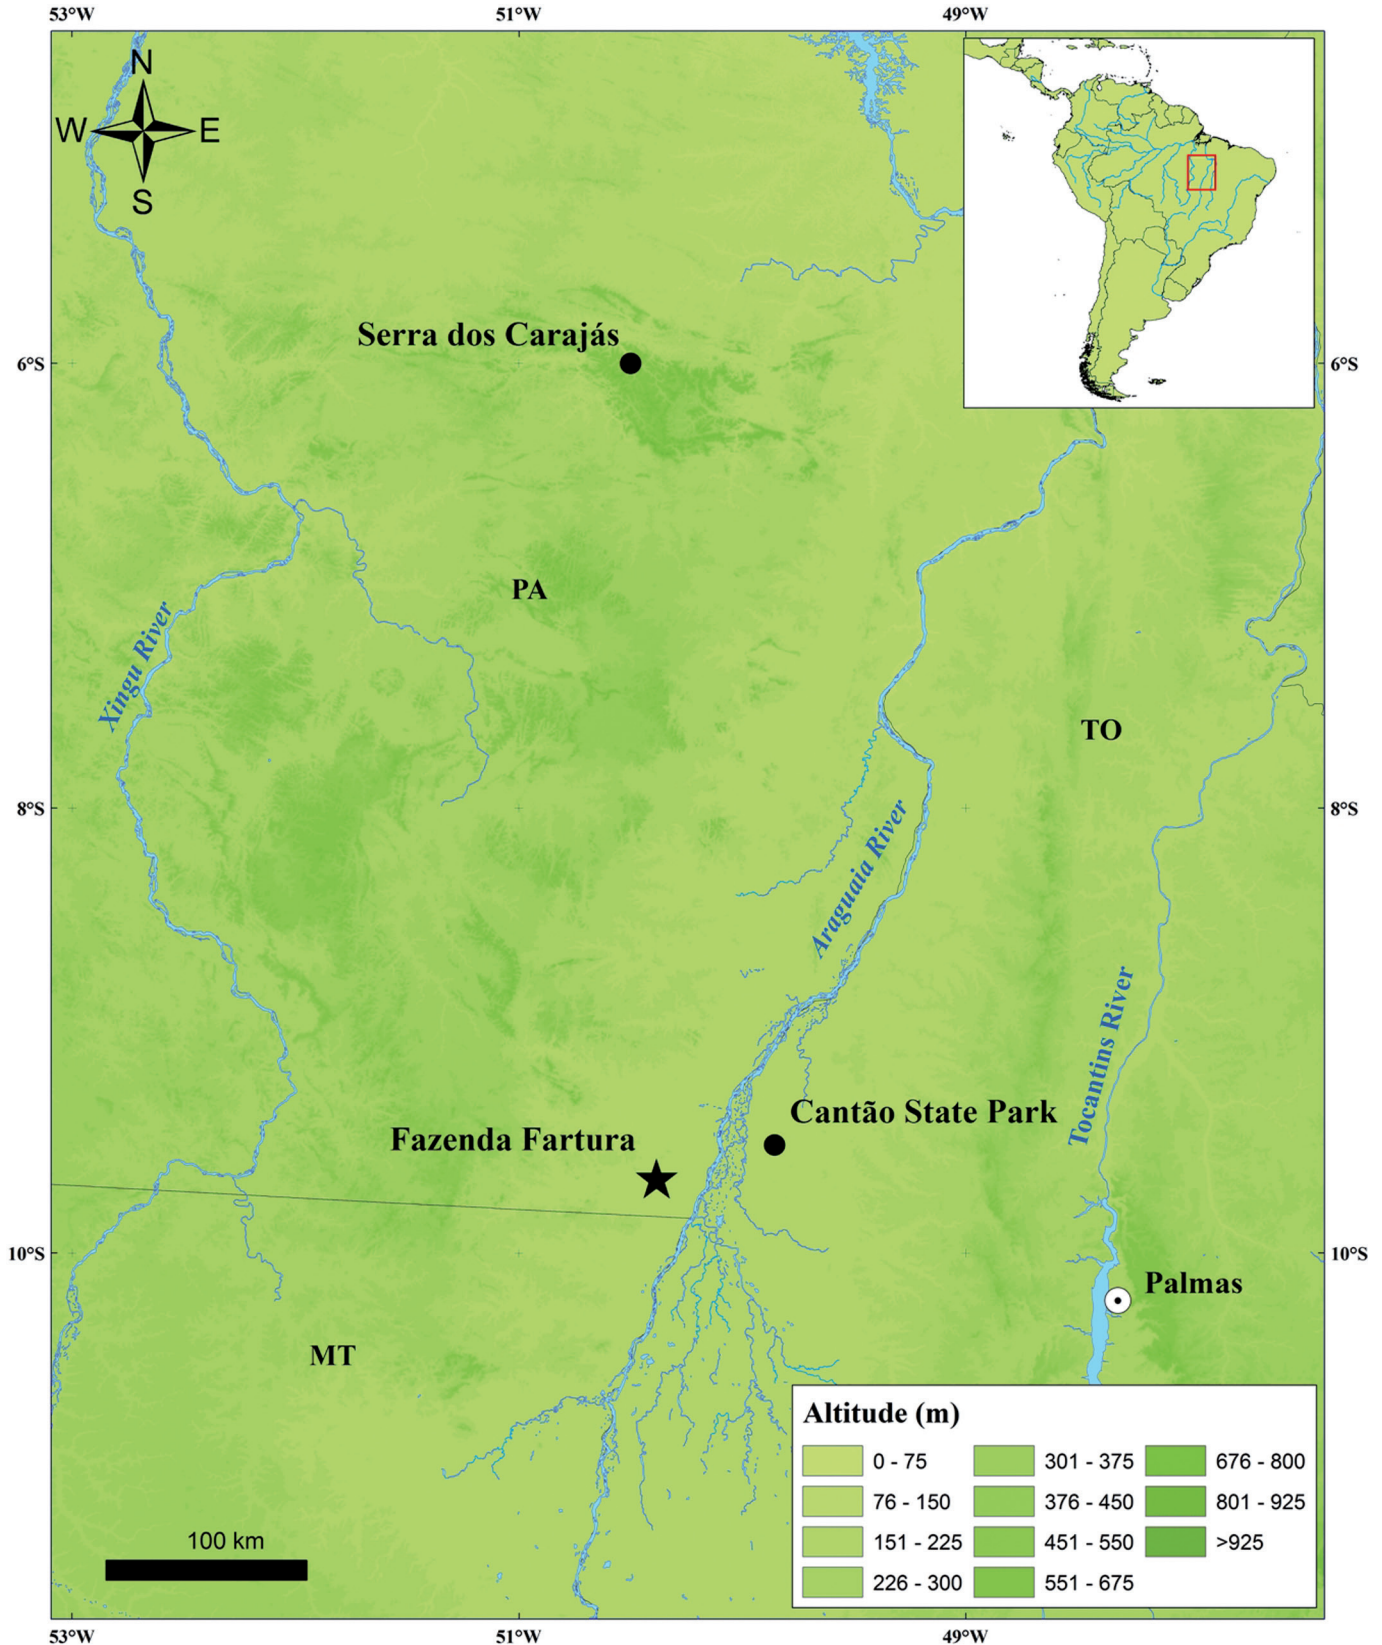 53°W 51°W 49°W
N
W E
S
Serra dos Carajás
6°S 6°S
PA
Xingu River
TO
8°S 8°S
Araguaia River
Tocantins River
Cantão State Park
Fazenda Fartura
10°S 10°S
Palmas
MT
Altitude (m)
0 - 75 301 - 375 676 - 800
76 - 150 376 - 450 801 - 925
151 - 225 451 - 550 >925
226 - 300 551 - 675
100 km
53°W 51°W 49°W